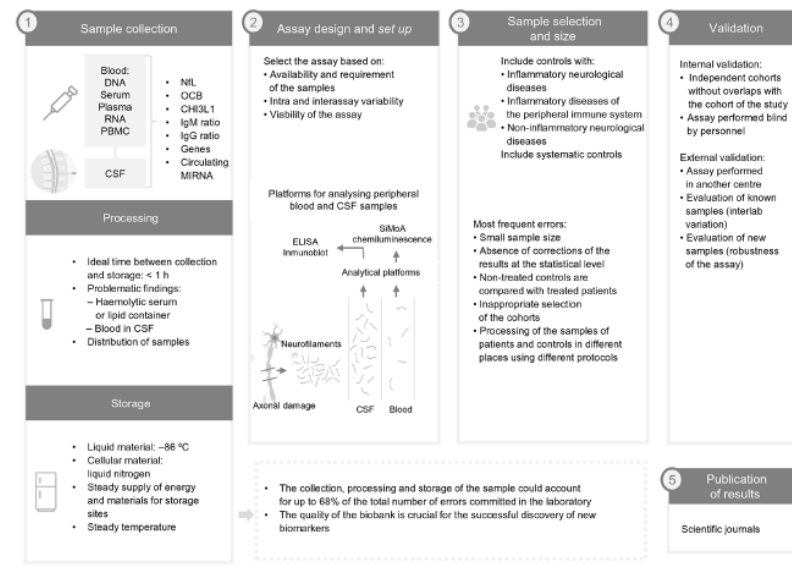 1
Sample collection
Blood:
DNA
Serum
Plasma
RNA
PBMC
CSF
• NfL
• OCB
• CHI3L1
• IgM ratio
• IgG ratio
• Genes
• Circulating
MIRNA
Processing
• Ideal time between collection
and storage: < 1 h
• Problematic findings:
– Haemolytic serum
or lipid container
– Blood in CSF
• Distribution of samples
Storage
• Liquid material: –86 ºC
• Cellular material:
liquid nitrogen
• Steady supply of energy
and materials for storage
sites
• Steady temperature
2
Assay design and set up
Select the assay based on:
• Availability and requirement
of the samples
• Intra and interassay variability
• Viability of the assay
Platforms for analysing peripheral
blood and CSF samples
ELISA
Inmunoblot
SiMoA
chemiluminescence
Analytical platforms
Neurofilaments
Axonal damage
CSF
Blood
3
Sample selection
and size
Include controls with:
• Inflammatory neurological
diseases
• Inflammatory diseases of
the peripheral immune system
• Non-inflammatory neurological
diseases
Include systematic controls
Most frequent errors:
• Small sample size
• Absence of corrections of the
results at the statistical level
• Non-treated controls are
compared with treated patients
• Inappropriate selection
of the cohorts
• Processing of the samples of
patients and controls in different
places using different protocols
4
Validation
Internal validation:
• Independent cohorts
without overlaps with
the cohort of the study
• Assay performed blind
by personnel
External validation:
• Assay performed
in another centre
• Evaluation of known
samples (interlab
variation)
• Evaluation of new
samples (robustness
of the assay)
• The collection, processing and storage of the sample could account
for up to 68% of the total number of errors committed in the laboratory
• The quality of the biobank is crucial for the successful discovery of new
biomarkers
5
Publication
of results
Scientific journals